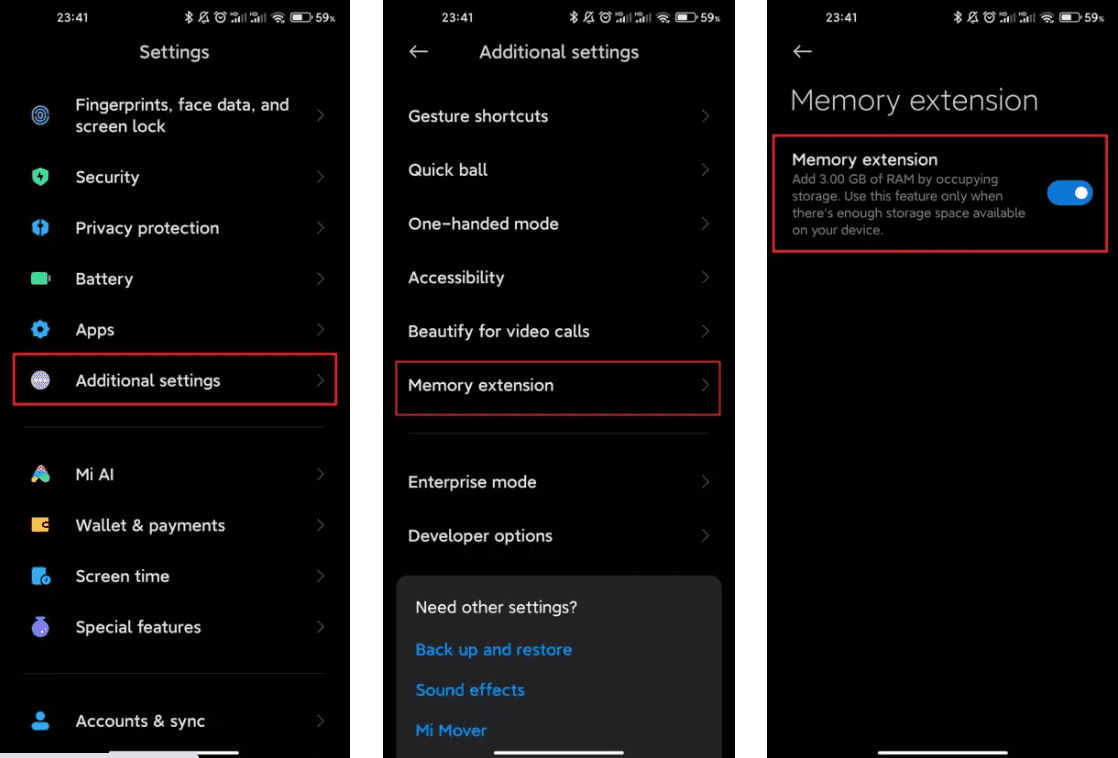 23:41
59%
Settings
Fingerprints, face data, and
screen lock
Security
Privacy protection
Battery
Apps
Additional settings
Mi AI
Wallet & payments
Screen time
Special features
Accounts & sync
23:41
59%
Additional settings
Gesture shortcuts
Quick ball
One-handed mode
Accessibility
Beautify for video calls
Memory extension
Enterprise mode
Developer options
Need other settings?
Back up and restore
Sound effects
Mi Mover
23:41
59%
Memory extension
Memory extension
Add 3.00 GB of RAM by occupying
storage. Use this feature only when
there's enough storage space available
on your device.